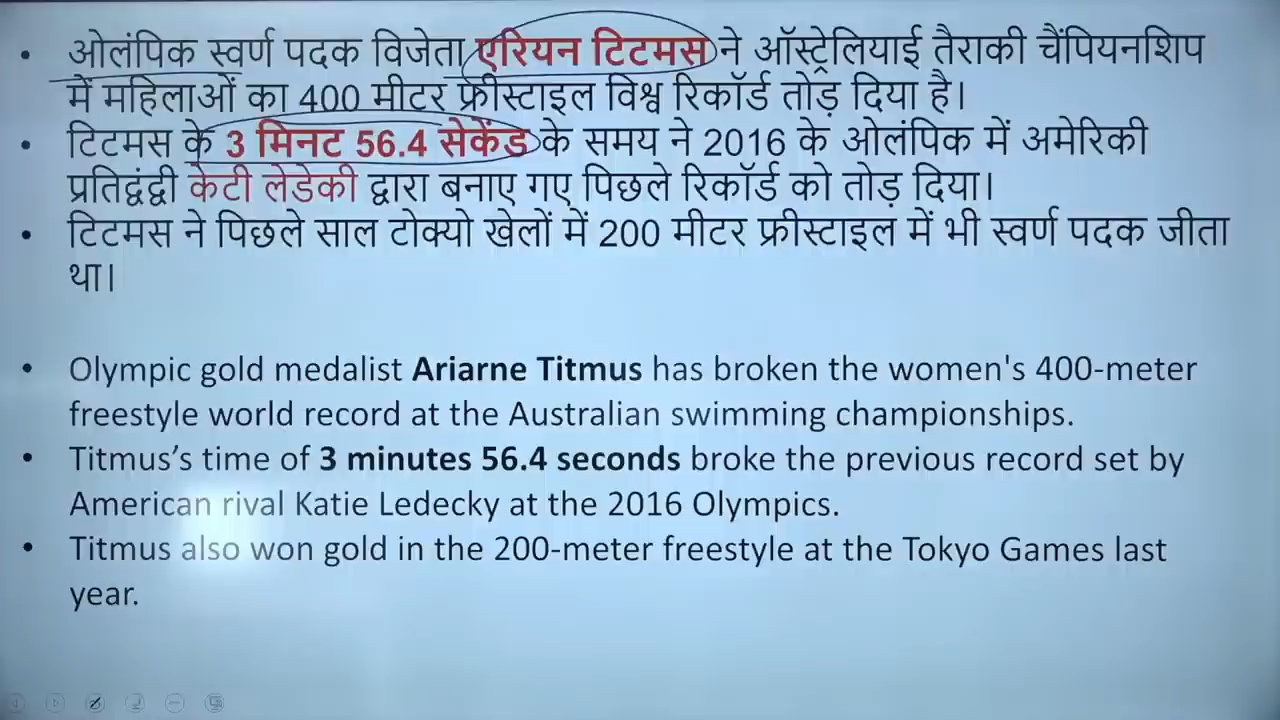 ओलंपिक स्वर्ण पदक विजेता एरियन टिटमस ने ऑस्ट्रेलियाई तैराकी चैंपियनशिप
में महिलाओं का 400 मीटर फ्रीस्टाइल विश्व रिकॉर्ड तोड़ दिया है।
टिटमस के 3 मिनट 56.4 सेकेंड के समय ने 2016 के ओलंपिक में अमेरिकी
प्रतिद्वंद्वी केटी लेडेकी द्वारा बनाए गए पिछले रिकॉर्ड को तोड़ दिया।
टिटमस ने पिछले साल टोक्यो खेलों में 200 मीटर फ्रीस्टाइल में भी स्वर्ण पदक जीता
था।
Olympic gold medalist Ariarne Titmus has broken the women's 400-meter
freestyle world record at the Australian swimming championships.
Titmus’s time of 3 minutes 56.4 seconds broke the previous record set by
American rival Katie Ledecky at the 2016 Olympics.
Titmus also won gold in the 200-meter freestyle at the Tokyo Games last
year.